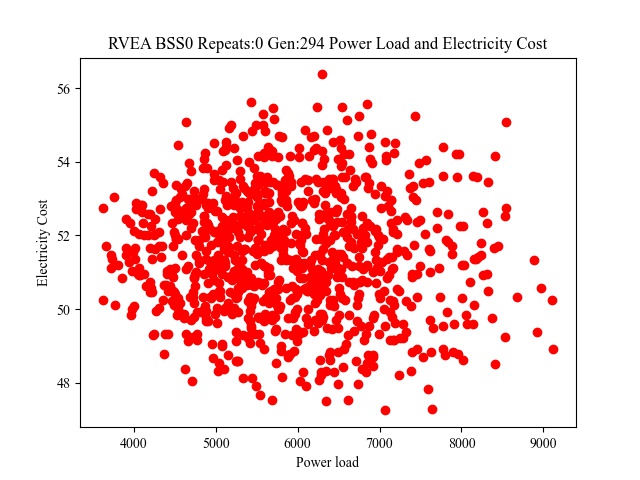 RVEA BSS0 Repeats:0 Gen:294 Power Load and Electricity Cost
Electricity Cost
56
54
52
50
48
4000 5000 6000 7000 8000 9000
Power load